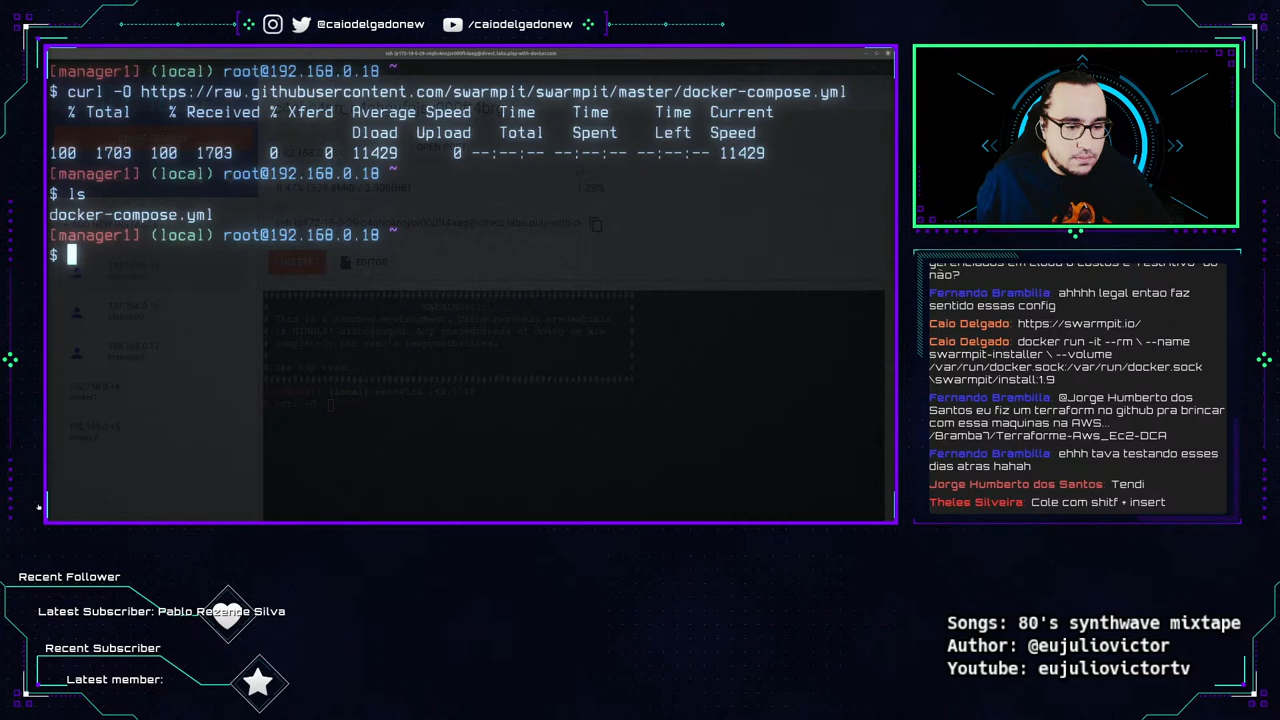 @caiodelgadonew /caiodelgadonew
[manager1] (local) root@192.168.0.18 ~
$ curl -O https://raw.githubusercontent.com/swarmpit/swarmpit/master/docker-compose.yml
% Total % Received % Xferd Average Speed Time Time Time Current
Dload Upload Total Spent Left Speed
100 1703 100 1703 0 0 11429 0 --:--:-- --:--:-- --:--:-- 11429
[manager1] (local) root@192.168.0.18 ~
$ ls
docker-compose.yml
[manager1] (local) root@192.168.0.18 ~
$
EDITOR
não?
Fernando Brambilla ahhhh legal entao faz
sentido essas config
Caio Delgado: https://swarmpit.io/
Caio Delgado: docker run -it --rm \ --name
swarmpit-installer \ --volume
/var/run/docker.sock:/var/run/docker.sock
\swarmpit/install:1.9
Fernando Brambilla @Jorge Humberto dos
Santos eu fiz um terraform no github pra brincar
com essa maquinas na AWS...
/Bramba7/Terraforme-Aws_Ec2-DCA
Fernando Brambilla ehhh tava testando esses
dias atras hahah
Jorge Humberto dos Santos: Tendi
Theles Silveira: Cole com shitf + insert
Recent Follower
Latest Subscriber: Pablo Rezende Silva
Recent Subscriber
Latest member:
Songs: 80's synthwave mixtape
Author: @eujuliovictor
Youtube: eujuliovictortv